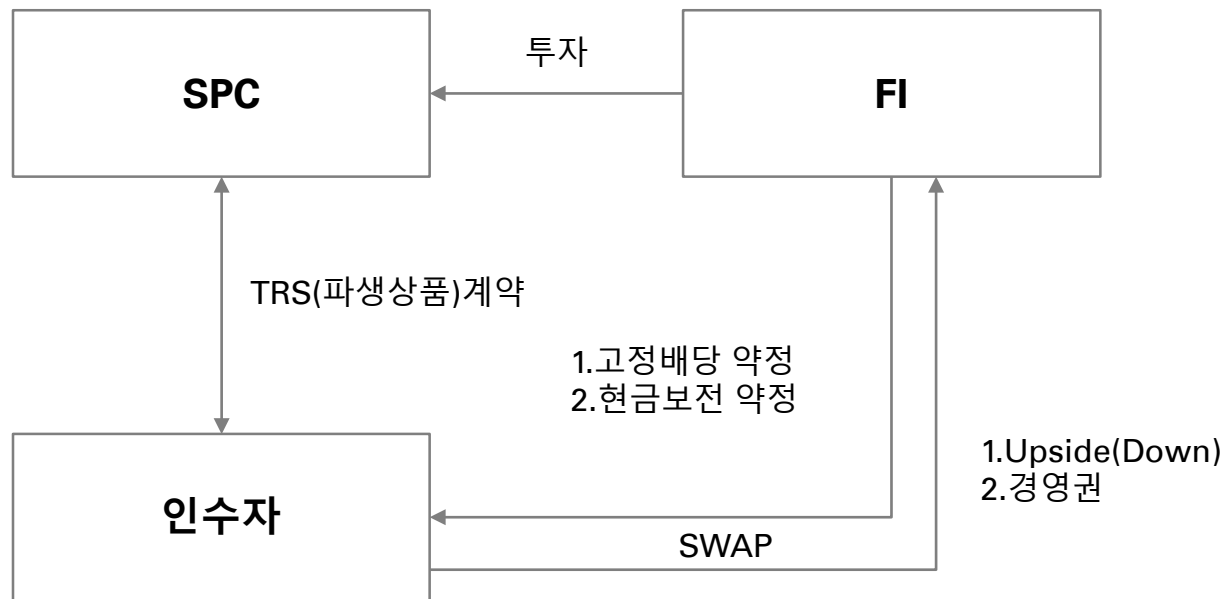 SPC
투자
FI
TRS(파생상품)계약
1.고정배당 약정
2.현금보전 약정
1.Upside(Down)
2.경영권
인수자
SWAP